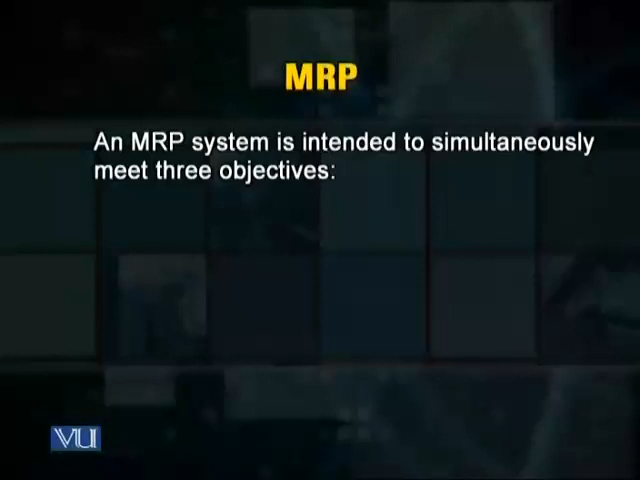 MRP
An MRP system is intended to simultaneously
meet three objectives:
VU